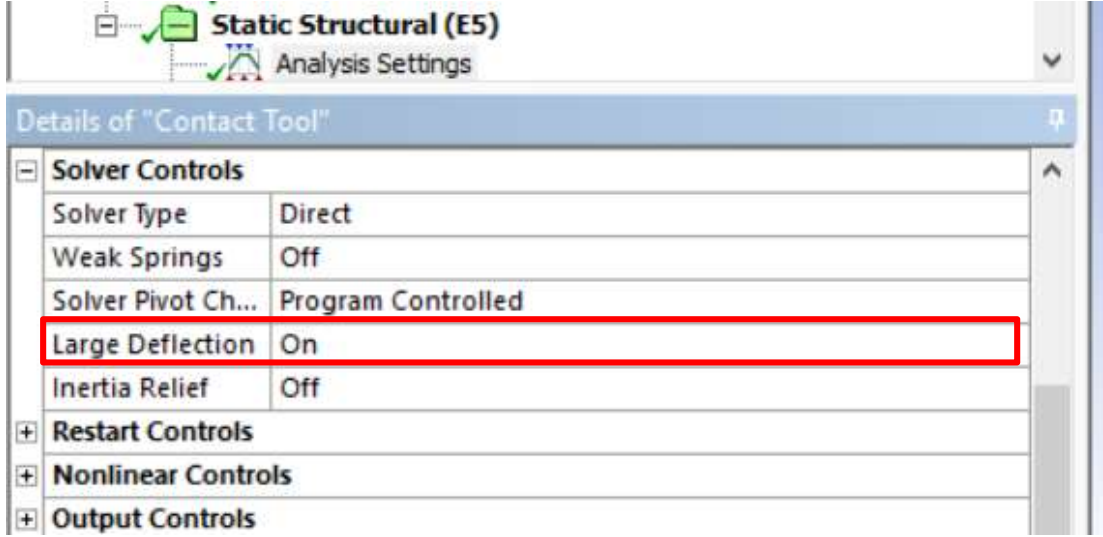 Static Structural (E5)
Analysis Settings
Details of "Contact Tool"
Solver Controls
Solver Type Direct
Weak Springs Off
Solver Pivot Ch... Program Controlled
Large Deflection On
Inertia Relief Off
Restart Controls
Nonlinear Controls
Output Controls